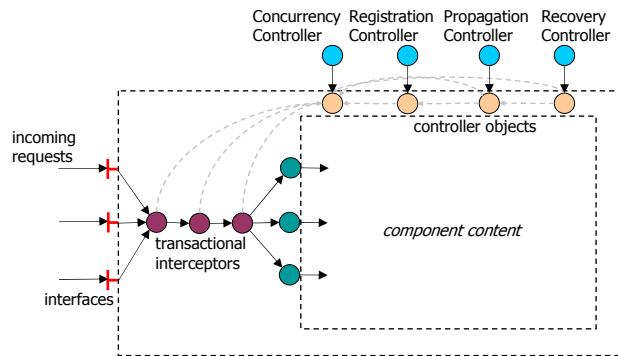 Concurrency Registration Propagation Recovery
Controller Controller Controller Controller
controller objects
incoming
requests
component content
transactional
interceptors
interfaces